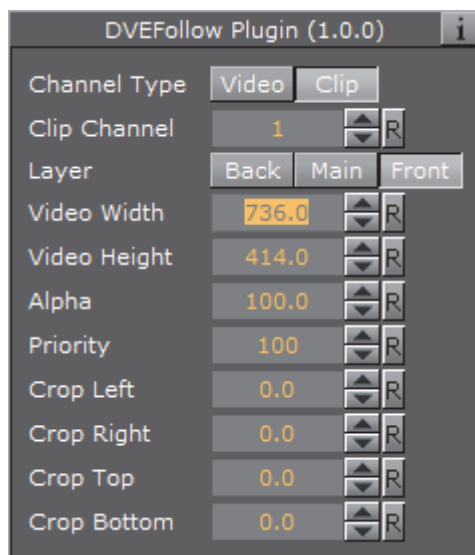 DVEFollow Plugin (1.0.0) i
Channel Type Video Clip
Clip Channel 1 R
Layer Back Main Front
Video Width 736.0 R
Video Height 414.0 R
Alpha 100.0 R
Priority 100 R
Crop Left 0.0 R
Crop Right 0.0 R
Crop Top 0.0 R
Crop Bottom 0.0 R